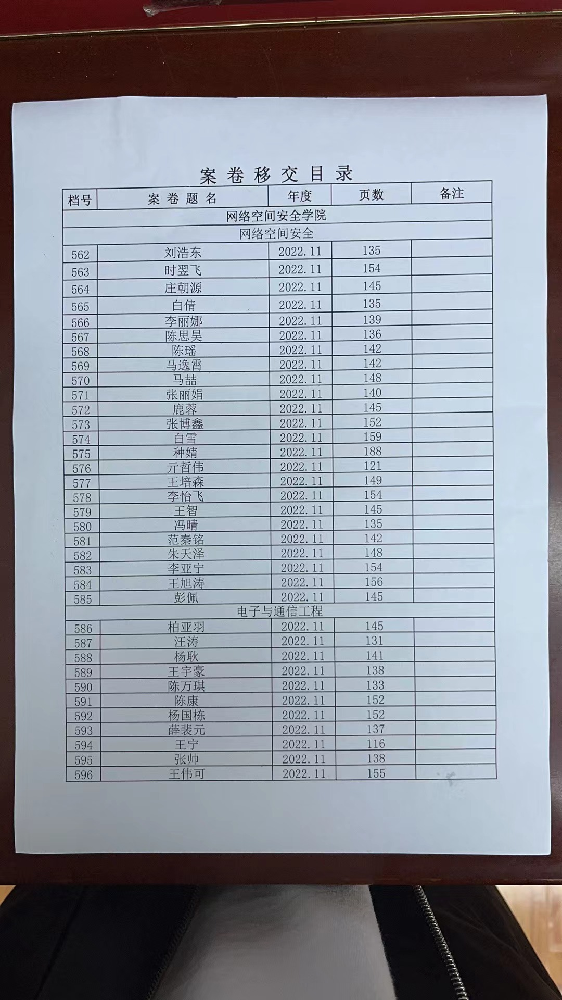 案卷移交目录
档号 案卷题名 年度 页数 备注
网络空间安全学院
网络空间安全
562 刘浩东 2022.11 135
563 时翌飞 2022.11 154
564 庄朝源 2022.11 145
565 白倩 2022.11 135
566 李丽娜 2022.11 139
567 陈思昊 2022.11 136
568 陈瑶 2022.11 142
569 马逸霄 2022.11 142
570 马喆 2022.11 148
571 张丽娟 2022.11 140
572 鹿蓉 2022.11 145
573 张博鑫 2022.11 152
574 白雪 2022.11 159
575 种婧 2022.11 188
576 亓哲伟 2022.11 121
577 王培森 2022.11 149
578 李怡飞 2022.11 154
579 王智 2022.11 145
580 冯晴 2022.11 135
581 范秦铭 2022.11 142
582 朱天泽 2022.11 148
583 李亚宁 2022.11 154
584 王旭涛 2022.11 156
585 彭佩 2022.11 145
电子与通信工程
586 柏亚羽 2022.11 145
587 汪涛 2022.11 131
588 杨耿 2022.11 141
589 王宇豪 2022.11 138
590 陈万琪 2022.11 133
591 陈康 2022.11 152
592 杨国栋 2022.11 152
593 薛裴元 2022.11 137
594 王宁 2022.11 116
595 张帅 2022.11 138
596 王伟可 2022.11 155